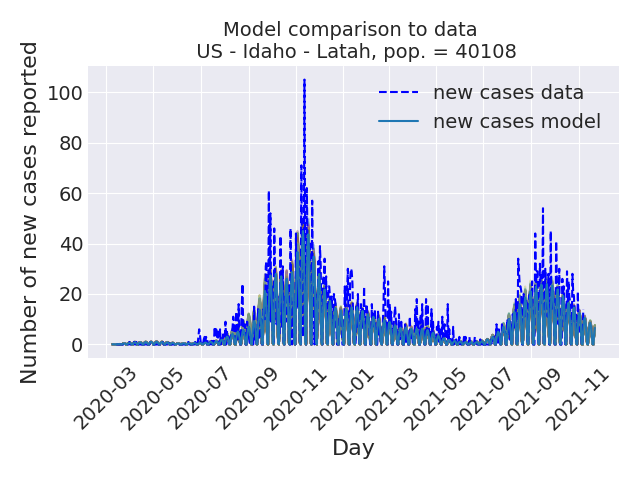 Model comparison to data
US - Idaho - Latah, pop. = 40108
Number of new cases reported
100
80
60
40
20
0
new cases data
new cases model
2020-03
2020-05
2020-07
2020-09
2020-11
2021-01
2021-03
2021-05
2021-07
2021-09
2021-11
Day